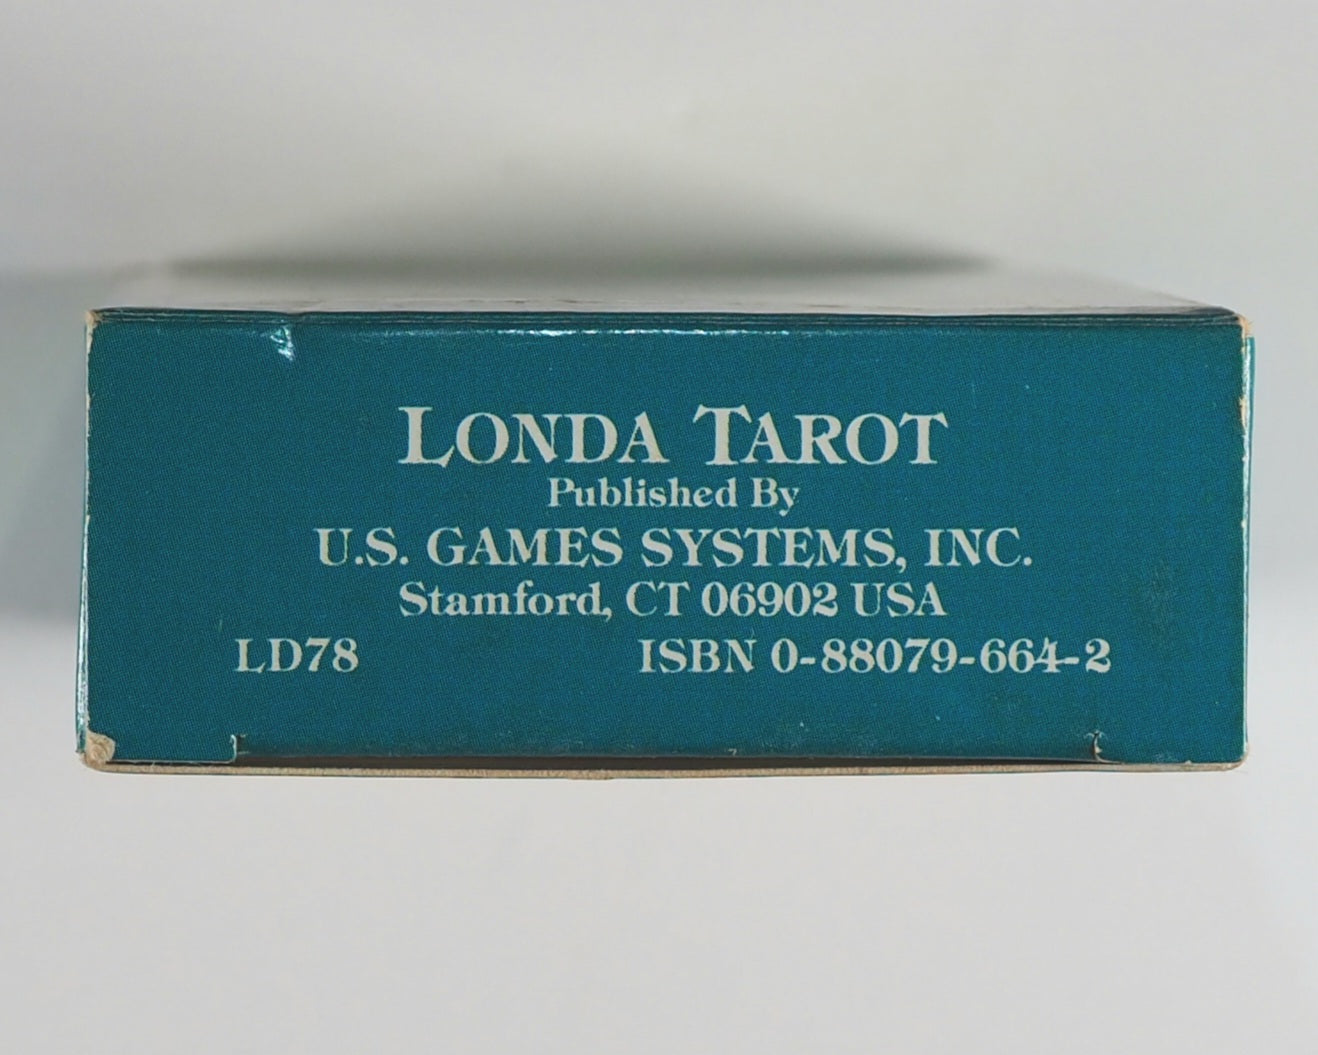 LONDA TAROT
Published By
U.S. GAMES SYSTEMS, INC.
Stamford, CT 06902 USA
LD78 ISBN 0-88079-664-2